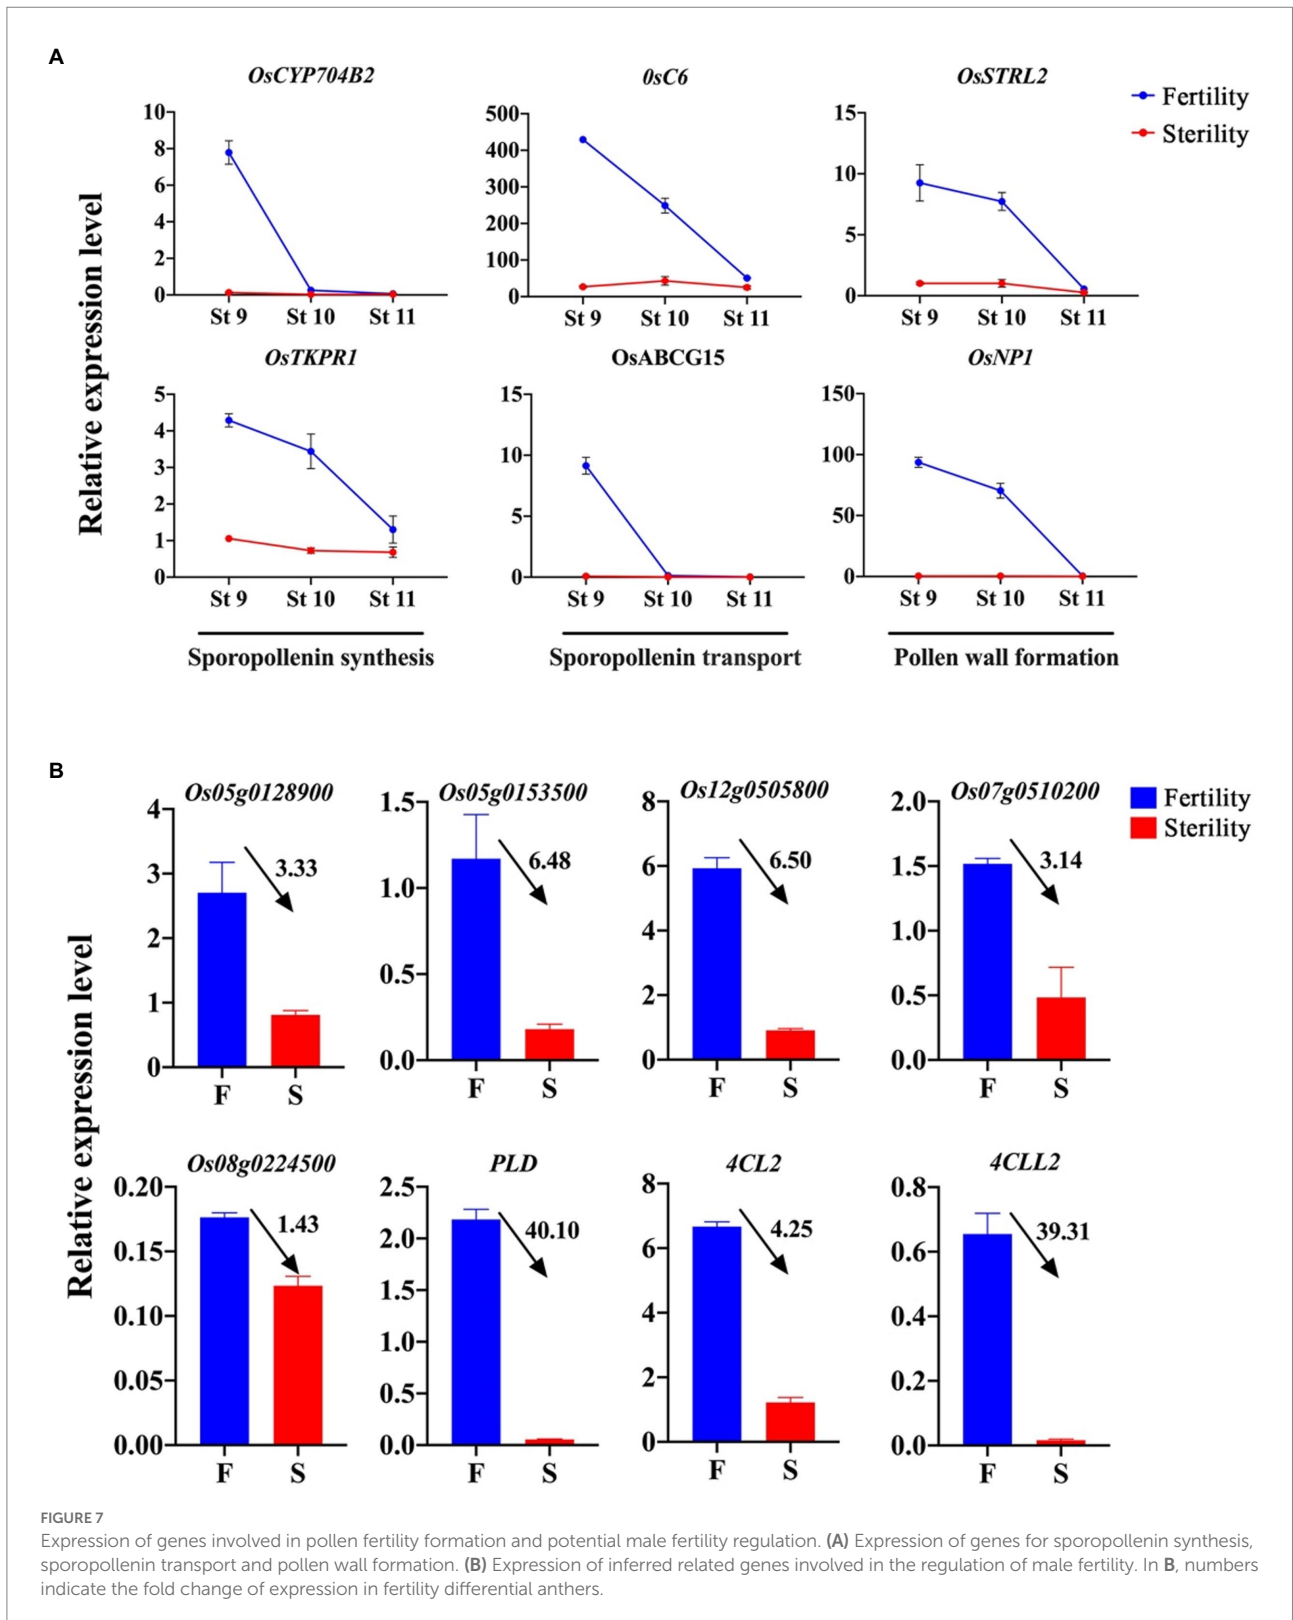 A
OsCYP704B2
0sC6
OsSTRL2
Fertility
Sterility
Relative expression level
10
8
6
4
2
0
St 9 St 10 St 11
500
400
300
200
100
0
St 9 St 10 St 11
15
10
5
0
St 9 St 10 St 11
OsTKPR1
OsABCG15
OsNP1
5
4
3
2
1
0
St 9 St 10 St 11
15
10
5
0
St 9 St 10 St 11
150
100
50
0
St 9 St 10 St 11
Sporopollenin synthesis
Sporopollenin transport
Pollen wall formation
B
Os05g0128900
Os05g0153500
Os12g0505800
Os07g0510200
Fertility
Sterility
Relative expression level
4
3
2
1
0
3.33
F S
1.5
1.0
0.5
0.0
6.48
F S
8
6
4
2
0
6.50
F S
2.0
1.5
1.0
0.5
0.0
3.14
F S
Os08g0224500
PLD
4CL2
4CLL2
0.20
0.15
0.10
0.05
0.00
1.43
F S
2.5
2.0
1.5
1.0
0.5
0.0
40.10
F S
8
6
4
2
0
4.25
F S
0.8
0.6
0.4
0.2
0.0
39.31
F S
FIGURE 7
Expression of genes involved in pollen fertility formation and potential male fertility regulation. (A) Expression of genes for sporopollenin synthesis,
sporopollenin transport and pollen wall formation. (B) Expression of inferred related genes involved in the regulation of male fertility. In B, numbers
indicate the fold change of expression in fertility differential anthers.